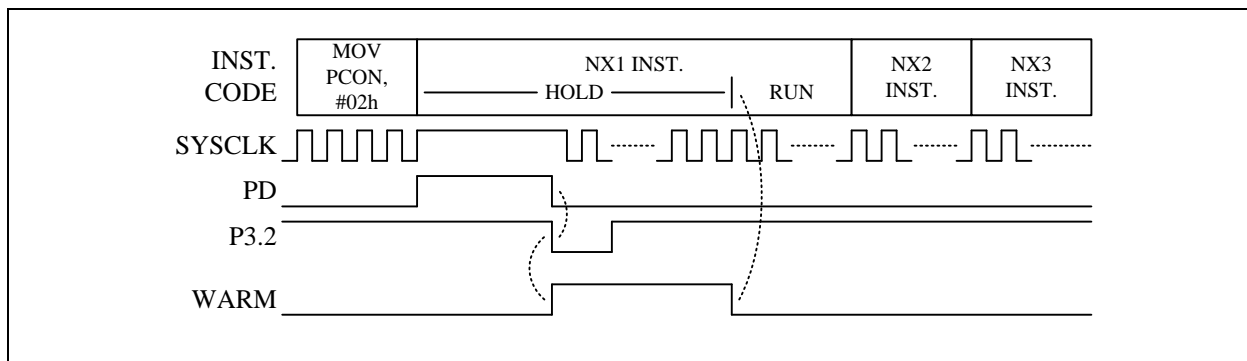 INST.
CODE
MOV
PCON,
#02h
NX1 INST.
HOLD
RUN
NX2
INST.
NX3
INST.
SYSCLK
PD
P3.2
WARM